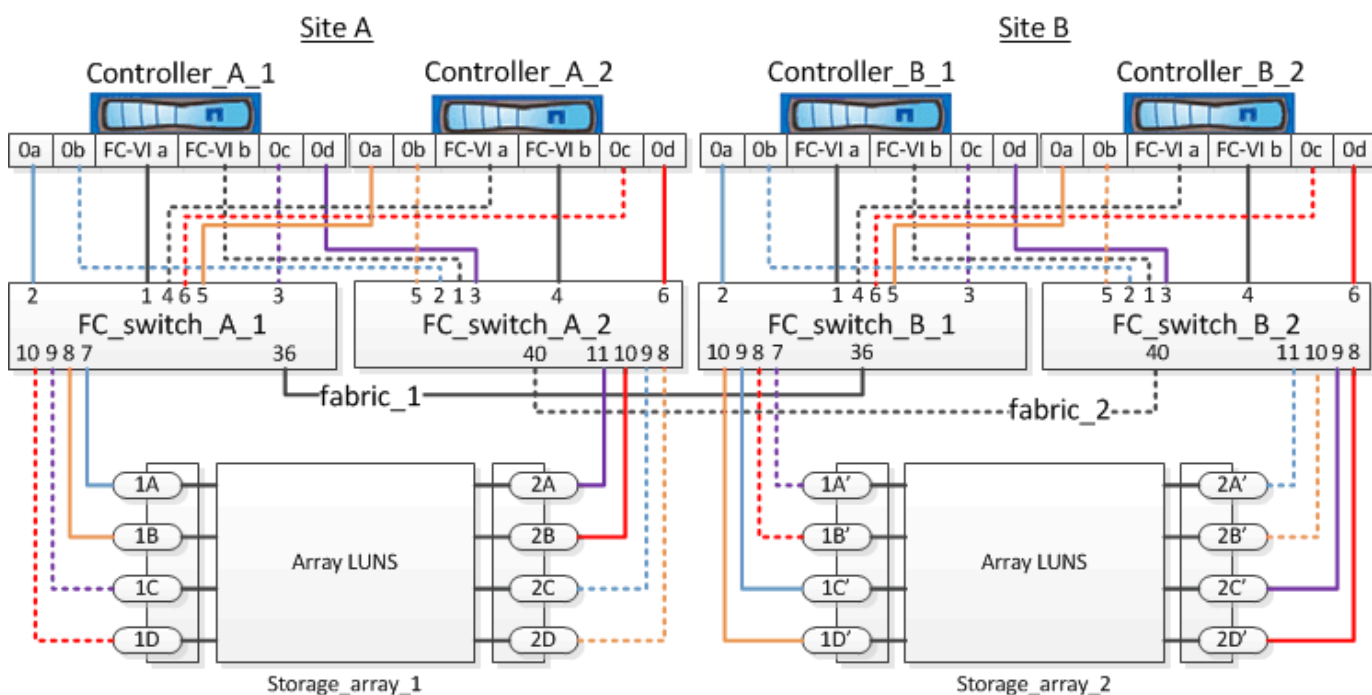 Site A Site B
Controller_A_1 Controller_A_2 Controller_B_1 Controller_B_2
0a 0b FC-VI a FC-VI b 0c 0d 0a 0b FC-VI a FC-VI b 0c 0d 0a 0b FC-VI a FC-VI b 0c 0d 0a 0b FC-VI a FC-VI b 0c 0d
2 1 4 6 5 3 5 2 1 3 4 6 2 1 4 6 5 3 5 2 1 3 4 6
FC_switch_A_1 FC_switch_A_2 FC_switch_B_1 FC_switch_B_2
10 9 8 7 36 40 11 10 9 8 10 9 8 7 36 40 11 10 9 8
fabric_1 fabric_2
1A 2A 1A’ 2A’
1B 2B 1B’ 2B’
Array LUNS Array LUNS
1C 2C 1C’ 2C’
1D 2D 1D’ 2D’
Storage_array_1 Storage_array_2